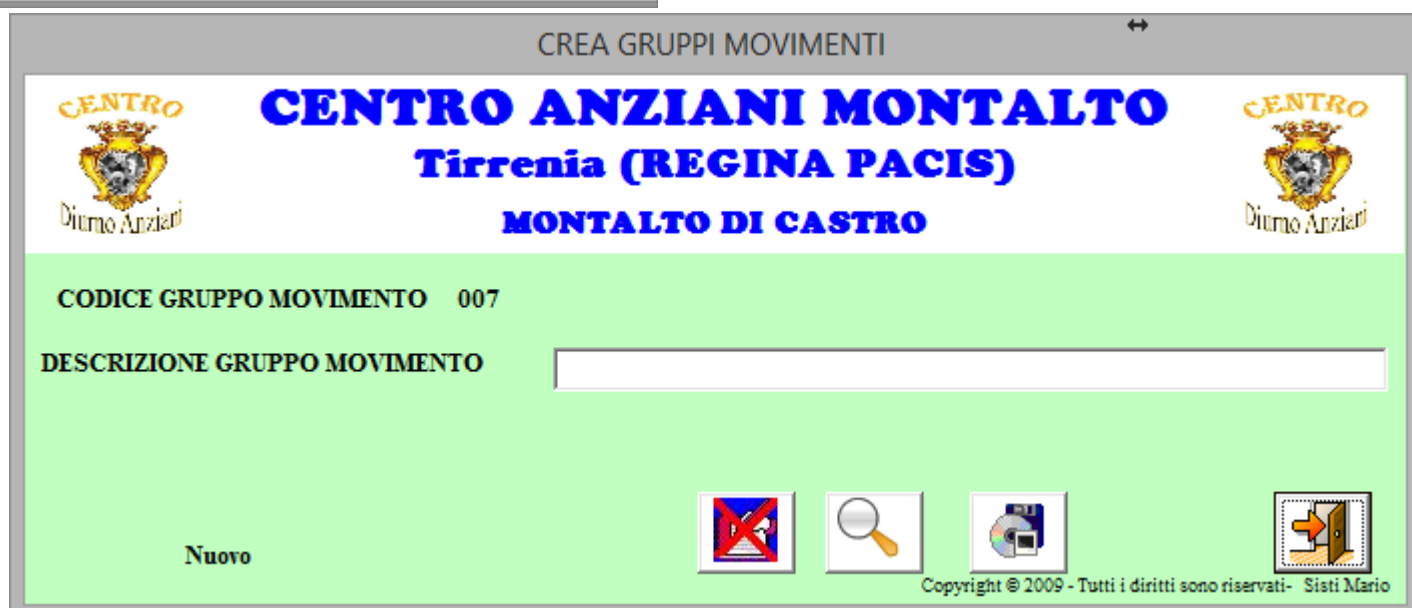 CREA GRUPPI MOVIMENTI
CENTRO
Diurno Anziani
CENTRO ANZIANI MONTALTO
Tirrenia (REGINA PACIS)
MONTALTO DI CASTRO
CENTRO
Diurno Anziani
CODICE GRUPPO MOVIMENTO 007
DESCRIZIONE GRUPPO MOVIMENTO
Nuovo
Copyright © 2009 - Tutti i diritti sono riservati- Sisti Mario